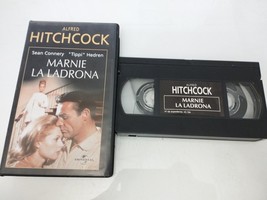 ALFRED
HITCHCOCK
Sean Connery "Tippi" Hedren
MARNIE
LA LADRONA
ALFRED
HITCHCOCK
MARNIE
LA LADRONA